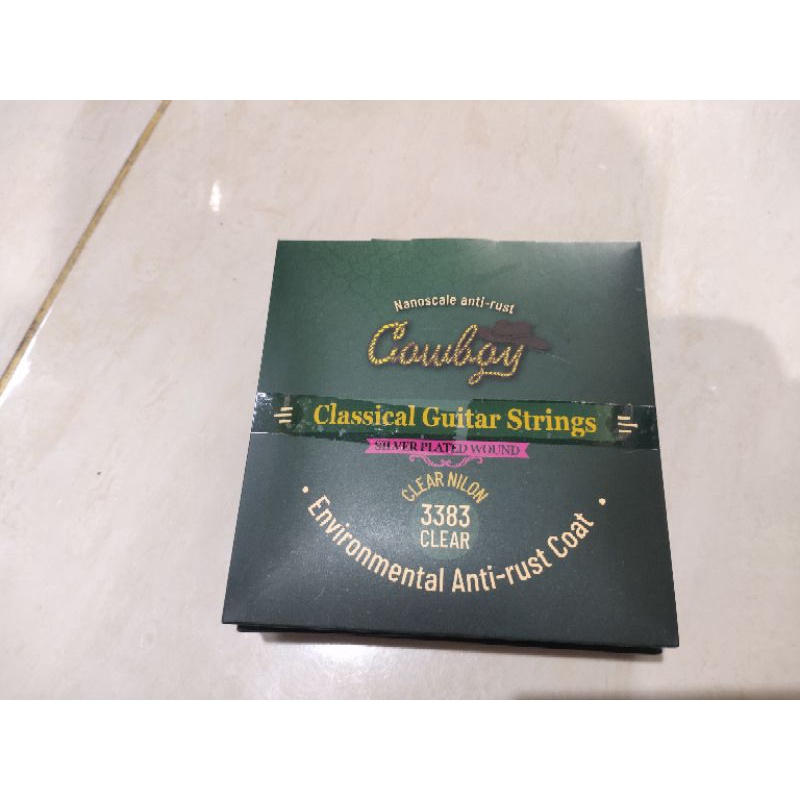 Nanoscale anti-rust
Cowboy
Classical Guitar Strings
SILVER PLATED WOUND
CLEAR NILON
3383
CLEAR
• Environmental Anti-rust Coat •